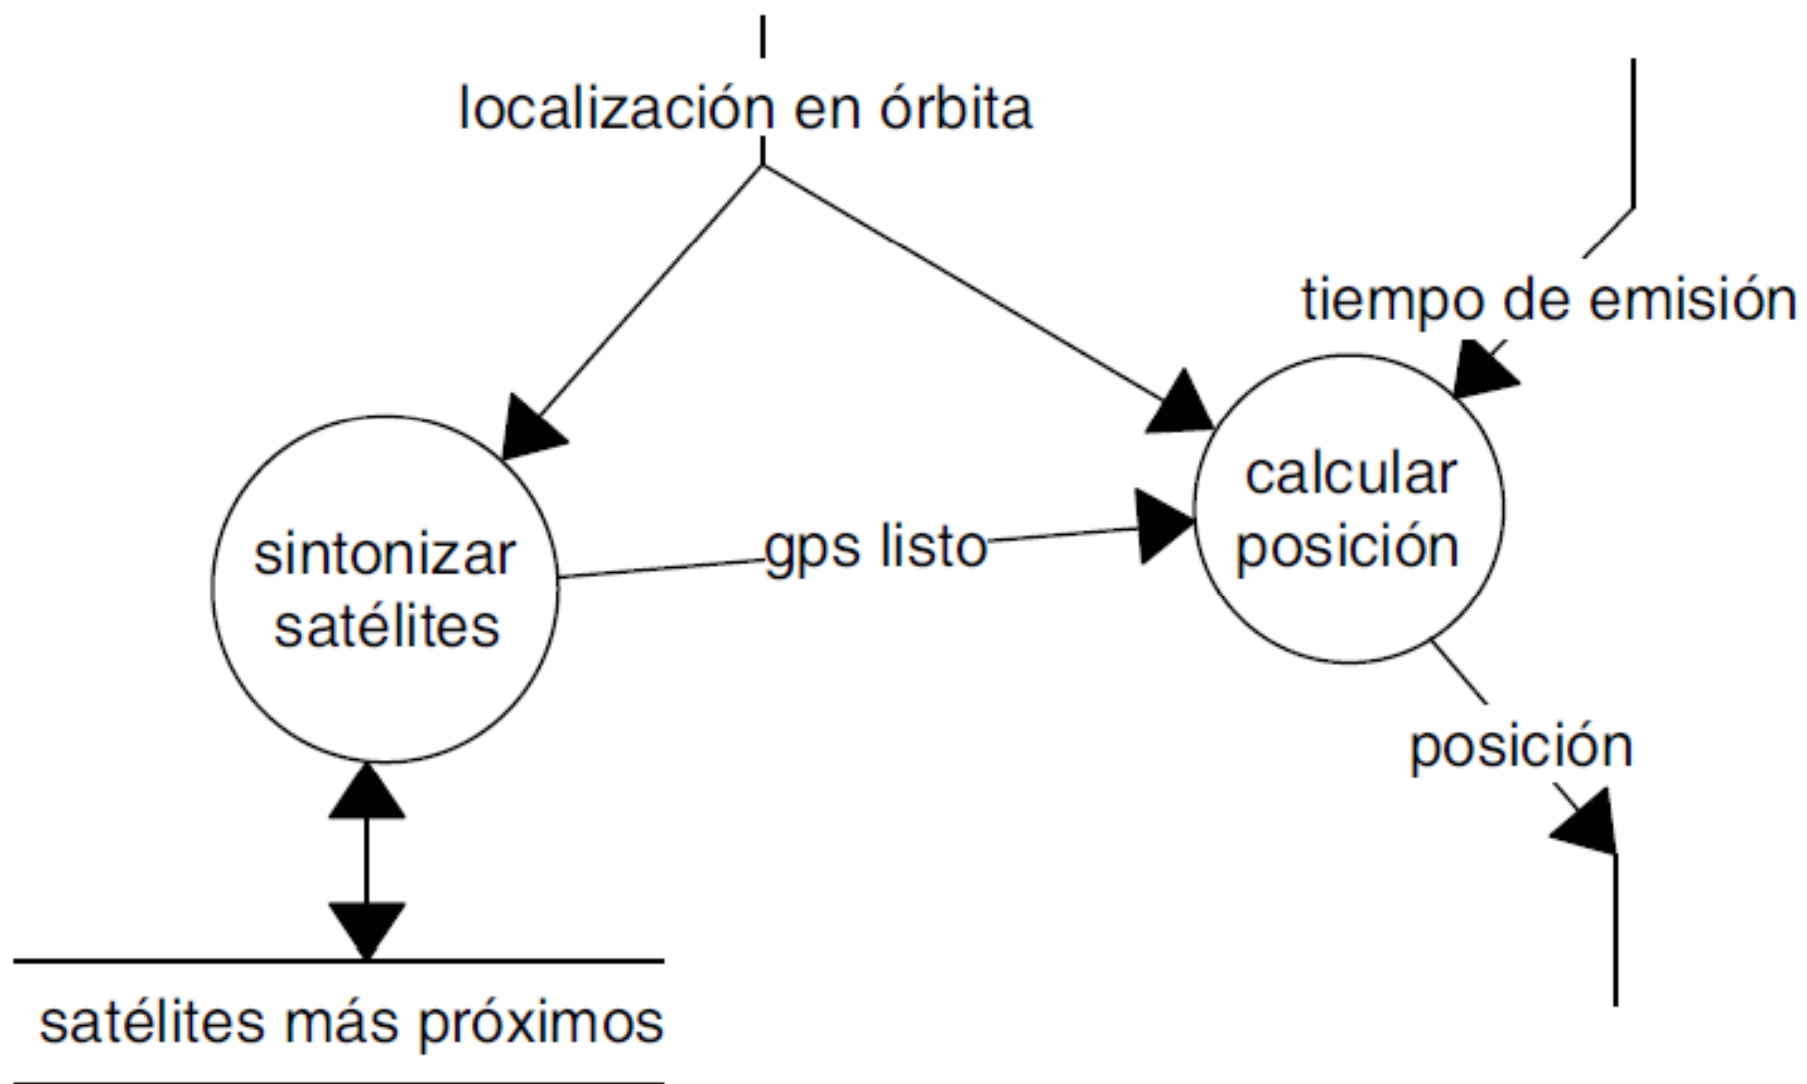 localización en órbita
tiempo de emisión
calcular
posición
sintonizar
satélites
gps listo
posición
satélites más próximos